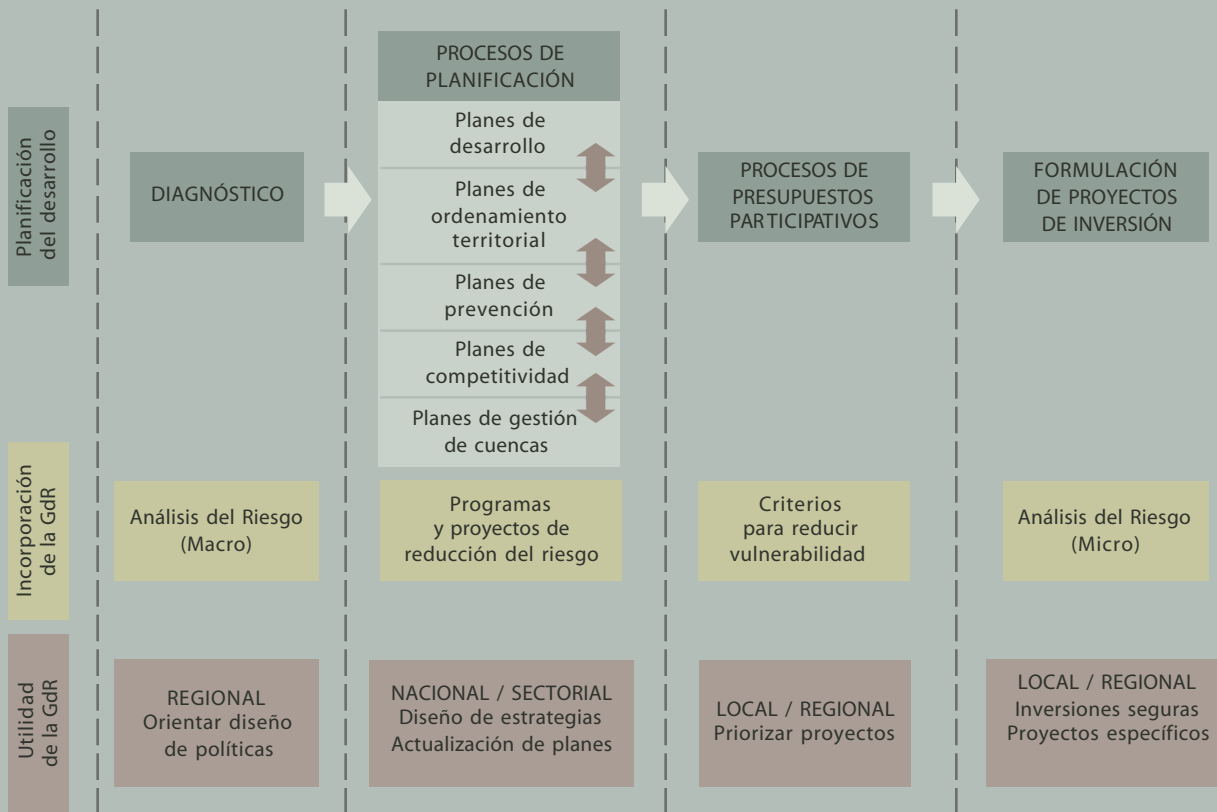 Planificación
del desarrollo
DIAGNÓSTICO
PROCESOS DE
PLANIFICACIÓN
Planes de
desarrollo
Planes de
ordenamiento
territorial
Planes de
prevención
Planes de
competitividad
Planes de gestión
de cuencas
PROCESOS DE
PRESUPUESTOS
PARTICIPATIVOS
FORMULACIÓN
DE PROYECTOS
DE INVERSIÓN
Incorporación
de la GdR
Análisis del Riesgo
(Macro)
Programas
y proyectos de
reducción del riesgo
Criterios
para reducir
vulnerabilidad
Análisis del Riesgo
(Micro)
Utilidad
de la GdR
REGIONAL
Orientar diseño
de políticas
NACIONAL / SECTORIAL
Diseño de estrategias
Actualización de planes
LOCAL / REGIONAL
Priorizar proyectos
LOCAL / REGIONAL
Inversiones seguras
Proyectos específicos